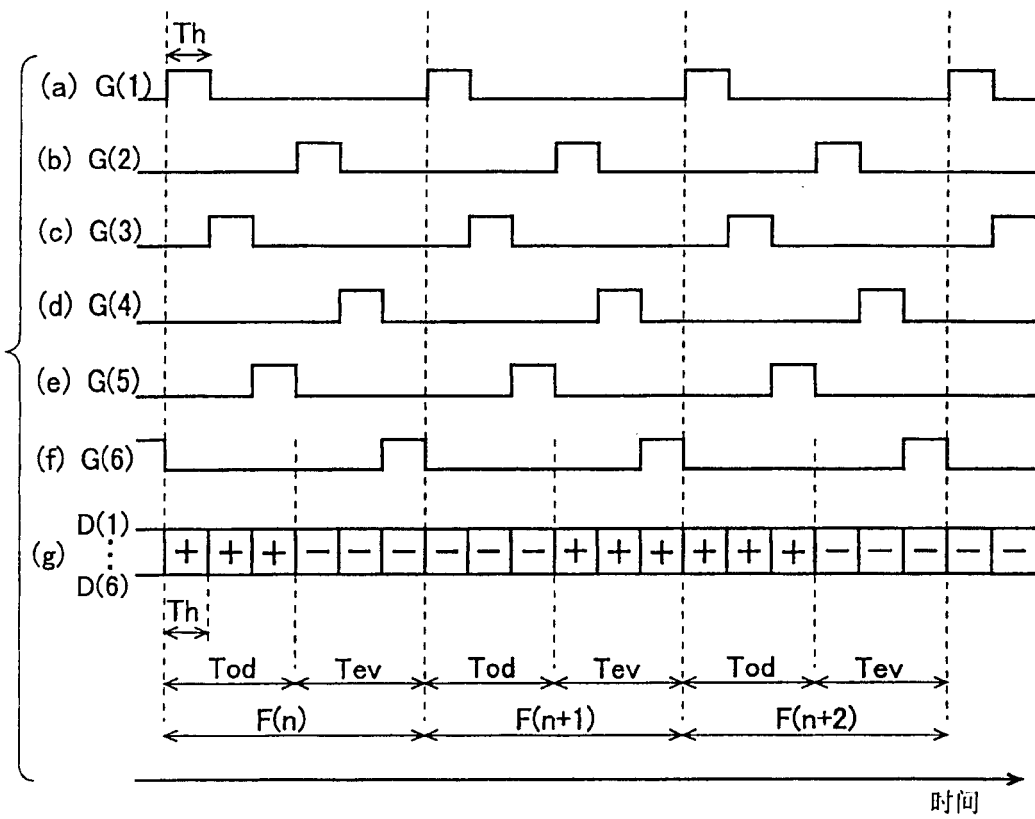 Th
(a) G(1)
(b) G(2)
(c) G(3)
(d) G(4)
(e) G(5)
(f) G(6)
D(1)
(g) + + + − − − − − − + + + + + + − − − − −
D(6)
Th
Tod Tev Tod Tev Tod Tev
F(n) F(n+1) F(n+2)
时间